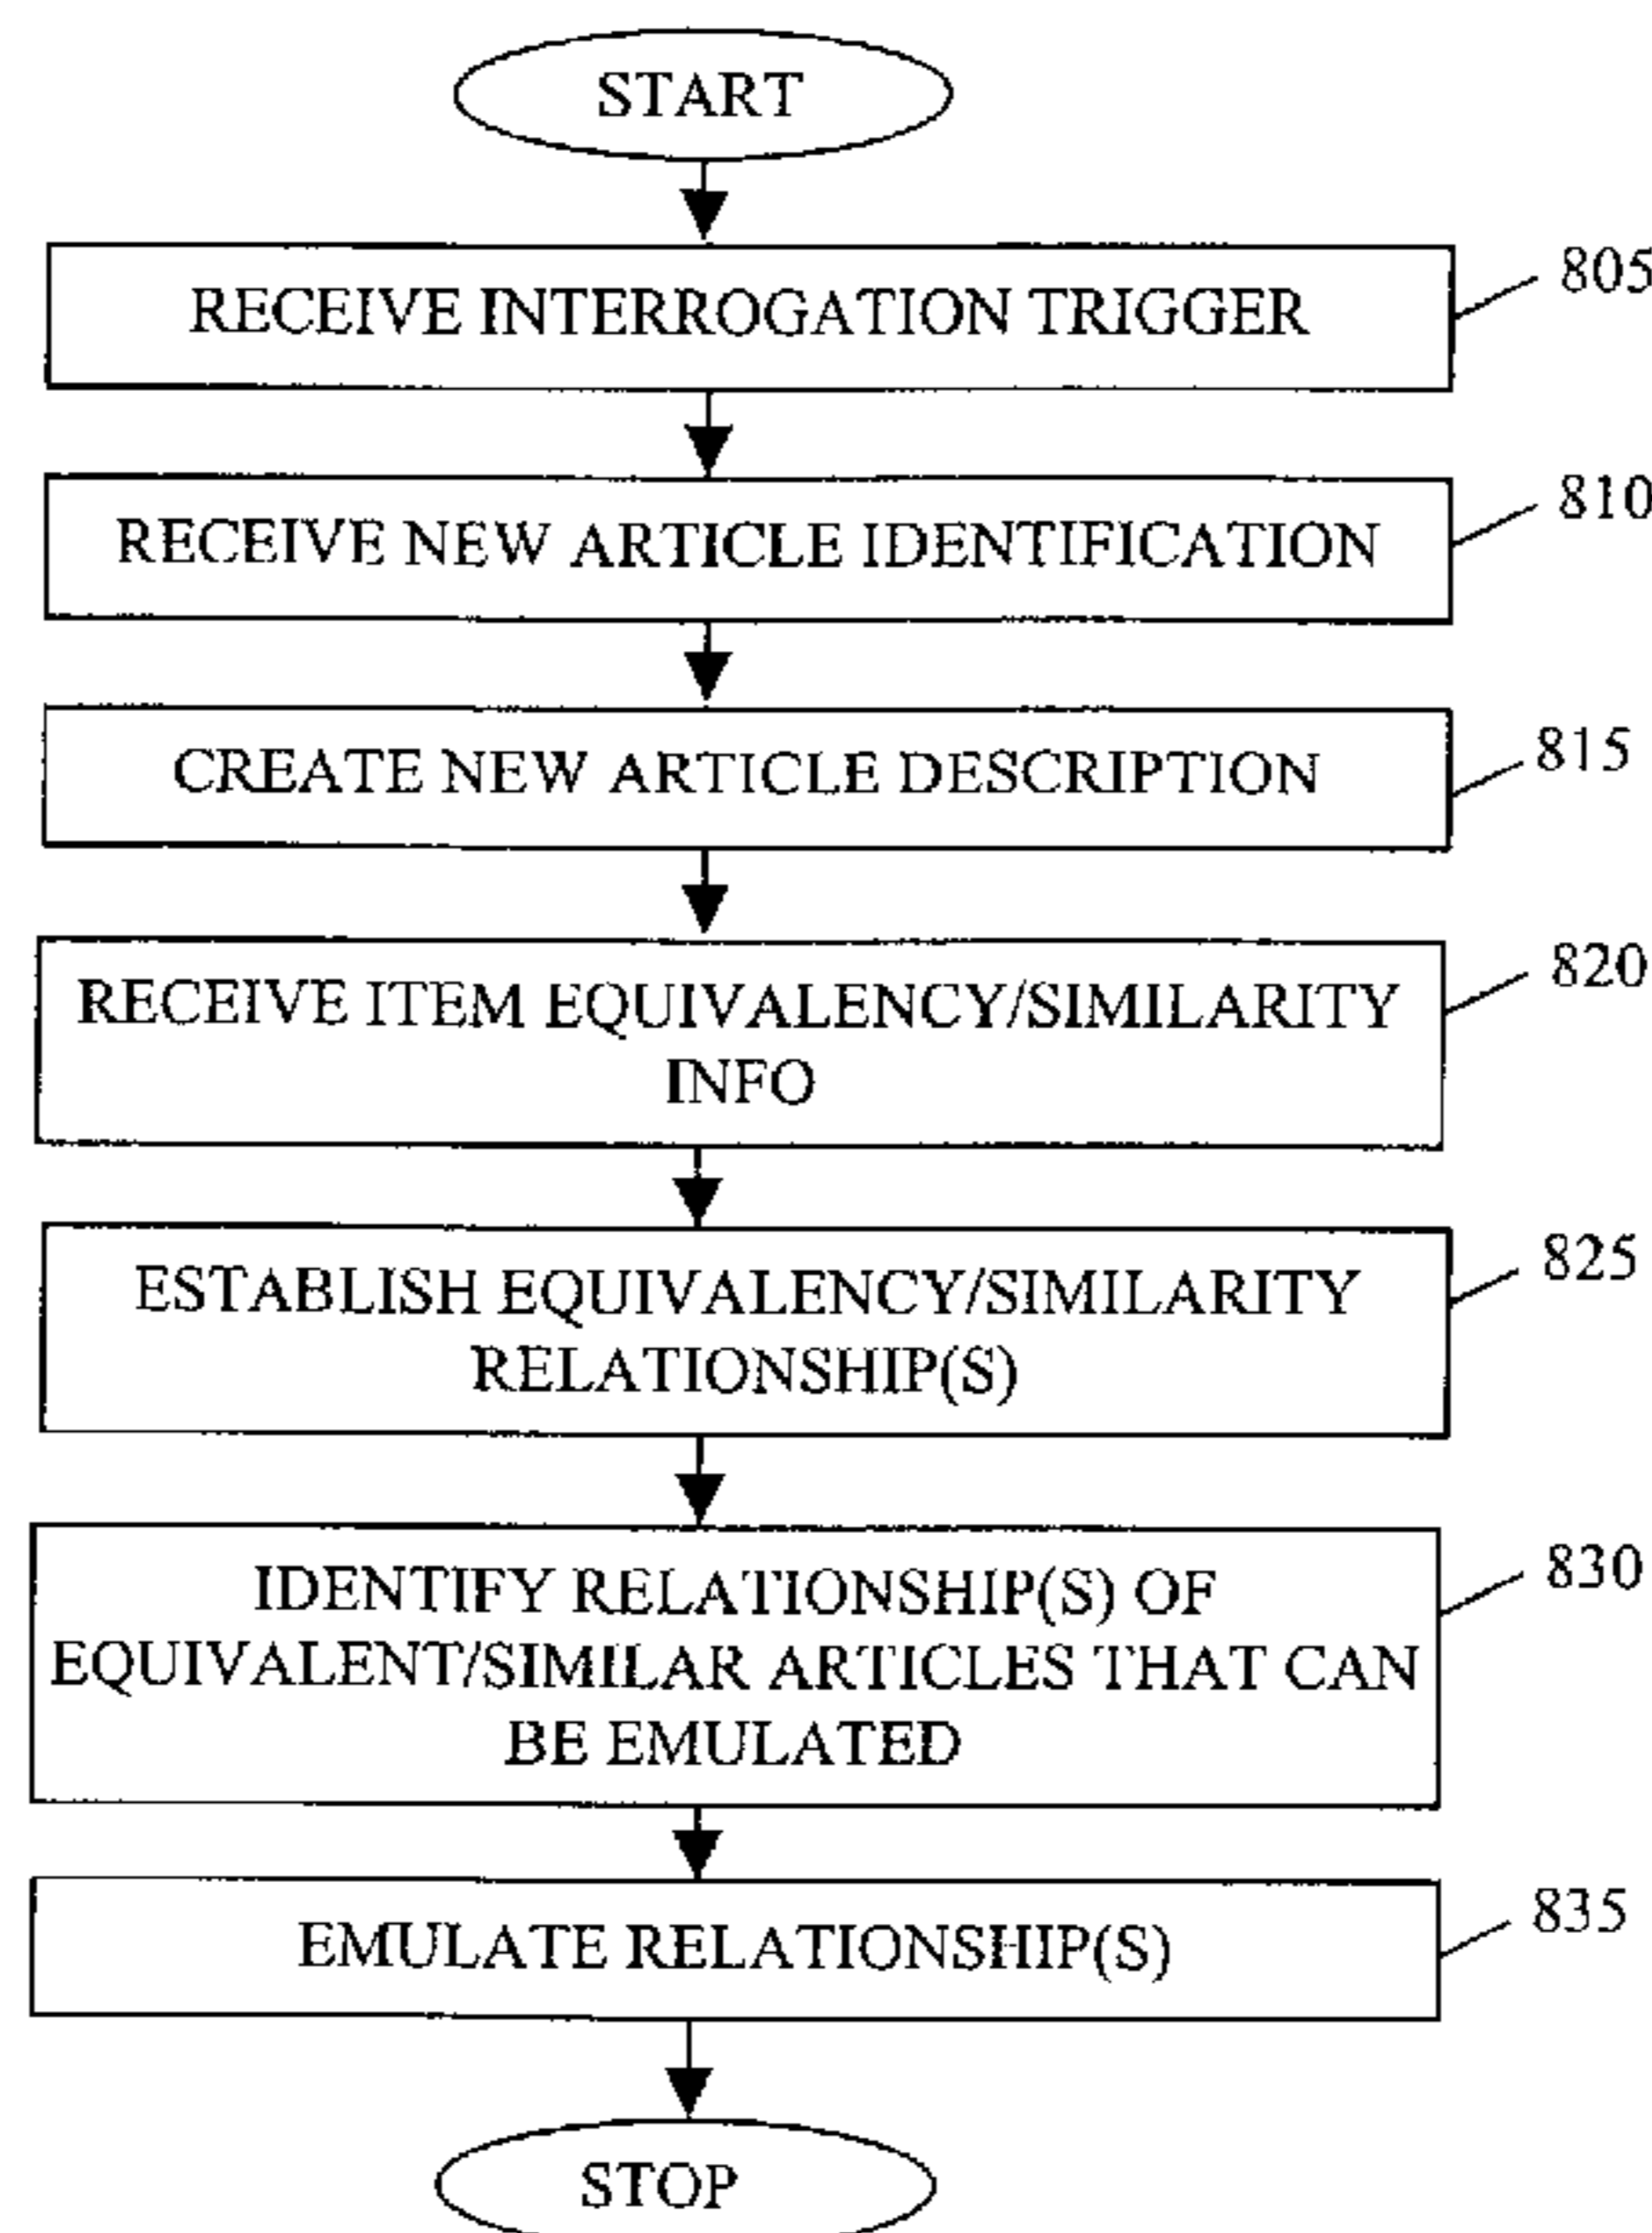 START
RECEIVE INTERROGATION TRIGGER
805
RECEIVE NEW ARTICLE IDENTIFICATION
810
CREATE NEW ARTICLE DESCRIPTION
815
RECEIVE ITEM EQUIVALENCY/SIMILARITY
INFO
820
ESTABLISH EQUIVALENCY/SIMILARITY
RELATIONSHIP(S)
825
IDENTIFY RELATIONSHIP(S) OF
EQUIVALENT/SIMILAR ARTICLES THAT CAN
BE EMULATED
830
EMULATE RELATIONSHIP(S)
835
STOP